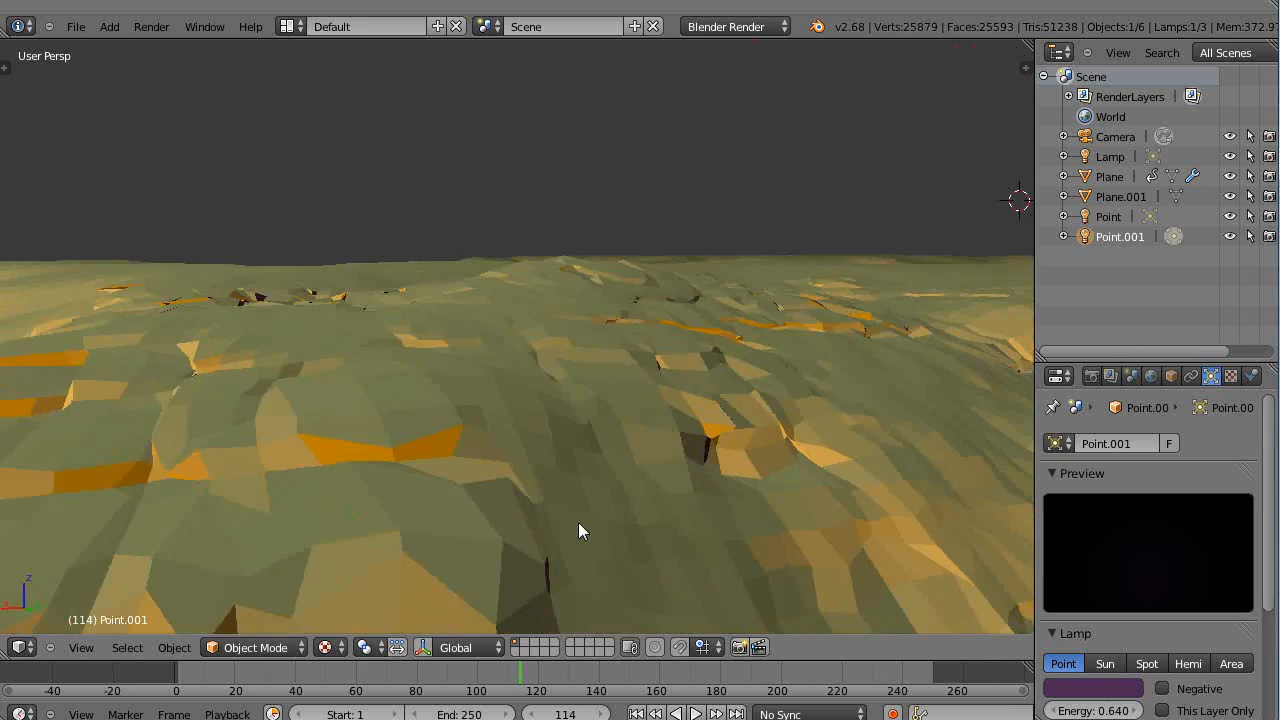 File Add Render Window Help Default Scene Blender Render v2.68 | Verts:25879 | Faces:25593 | Tris:51238 | Objects:1/6 | Lamps:1/3 | Mem:372.9
User Persp
View Search All Scenes
Scene
RenderLayers
World
Camera
Lamp
Plane
Plane.001
Point
Point.001
Point.00 Point.00
Point.001 F
Preview
Lamp
Point Sun Spot Hemi Area
Negative
Energy: 0.640 This Layer Only
z
(114) Point.001
View Select Object Object Mode Global
-40 -20 0 20 40 60 80 100 120 140 160 180 200 220 240 260
View Marker Frame Playback Start: 1 End: 250 114 No Sync